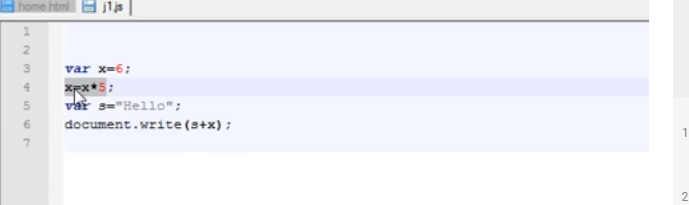 home.html j1.js
1
2
3 var x=6;
4 x=x*5;
5 var s="Hello";
6 document.write(s+x);
7
1
2